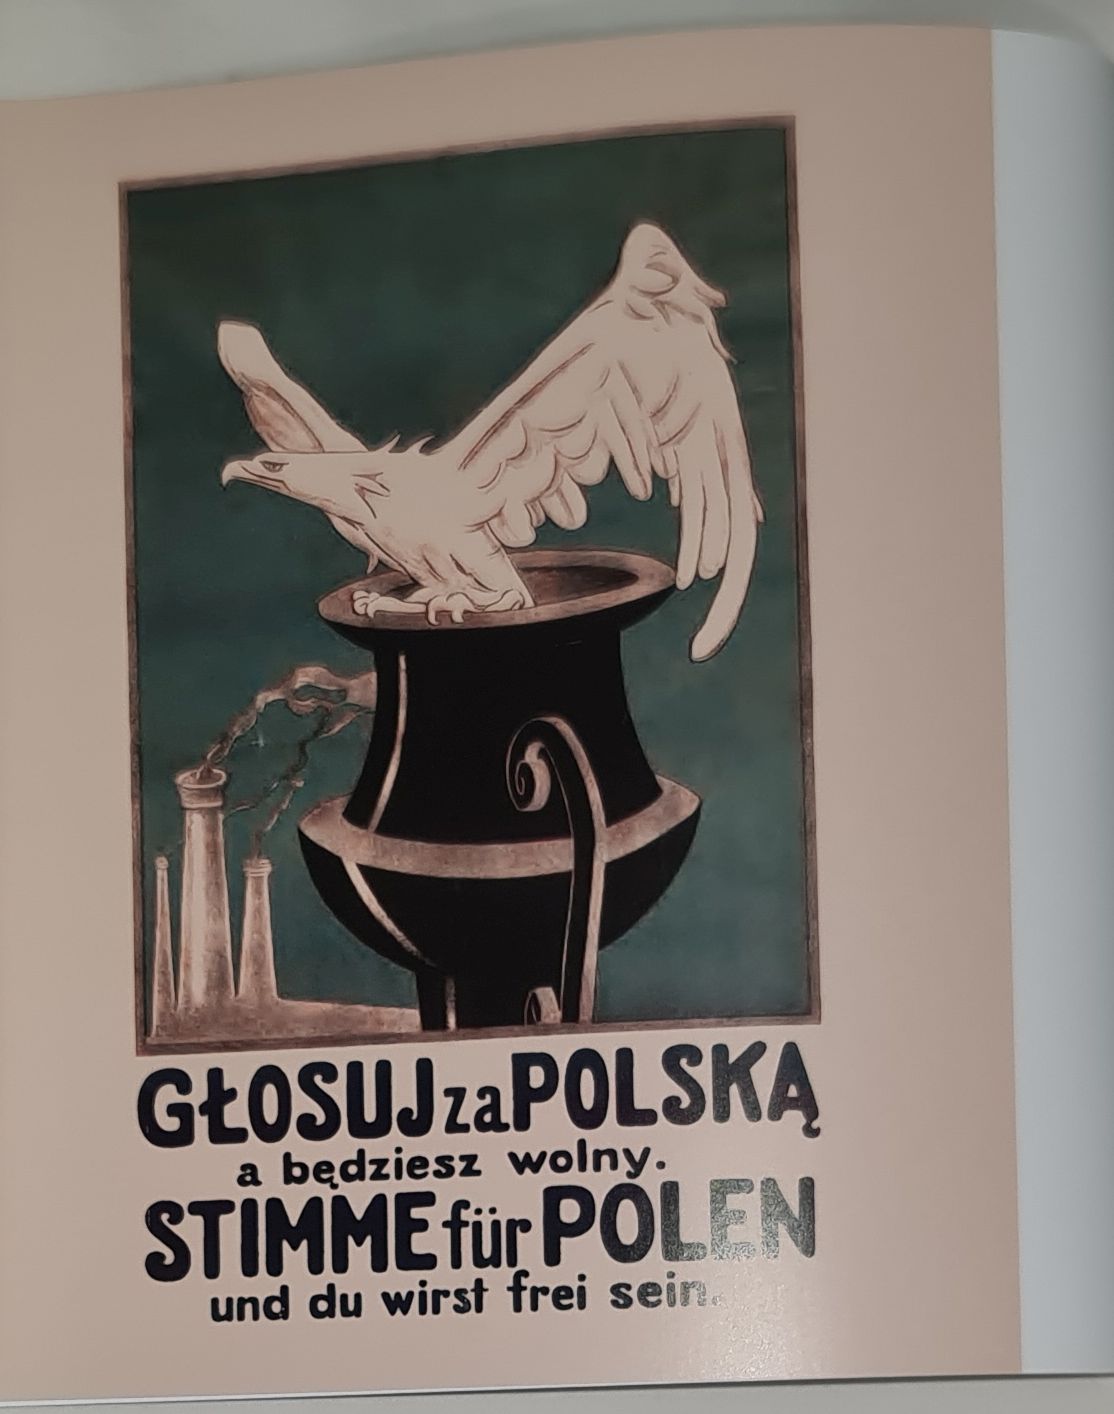 GŁOSUJ za POLSKĄ
a będziesz wolny.
STIMME für POLEN
und du wirst frei sein.